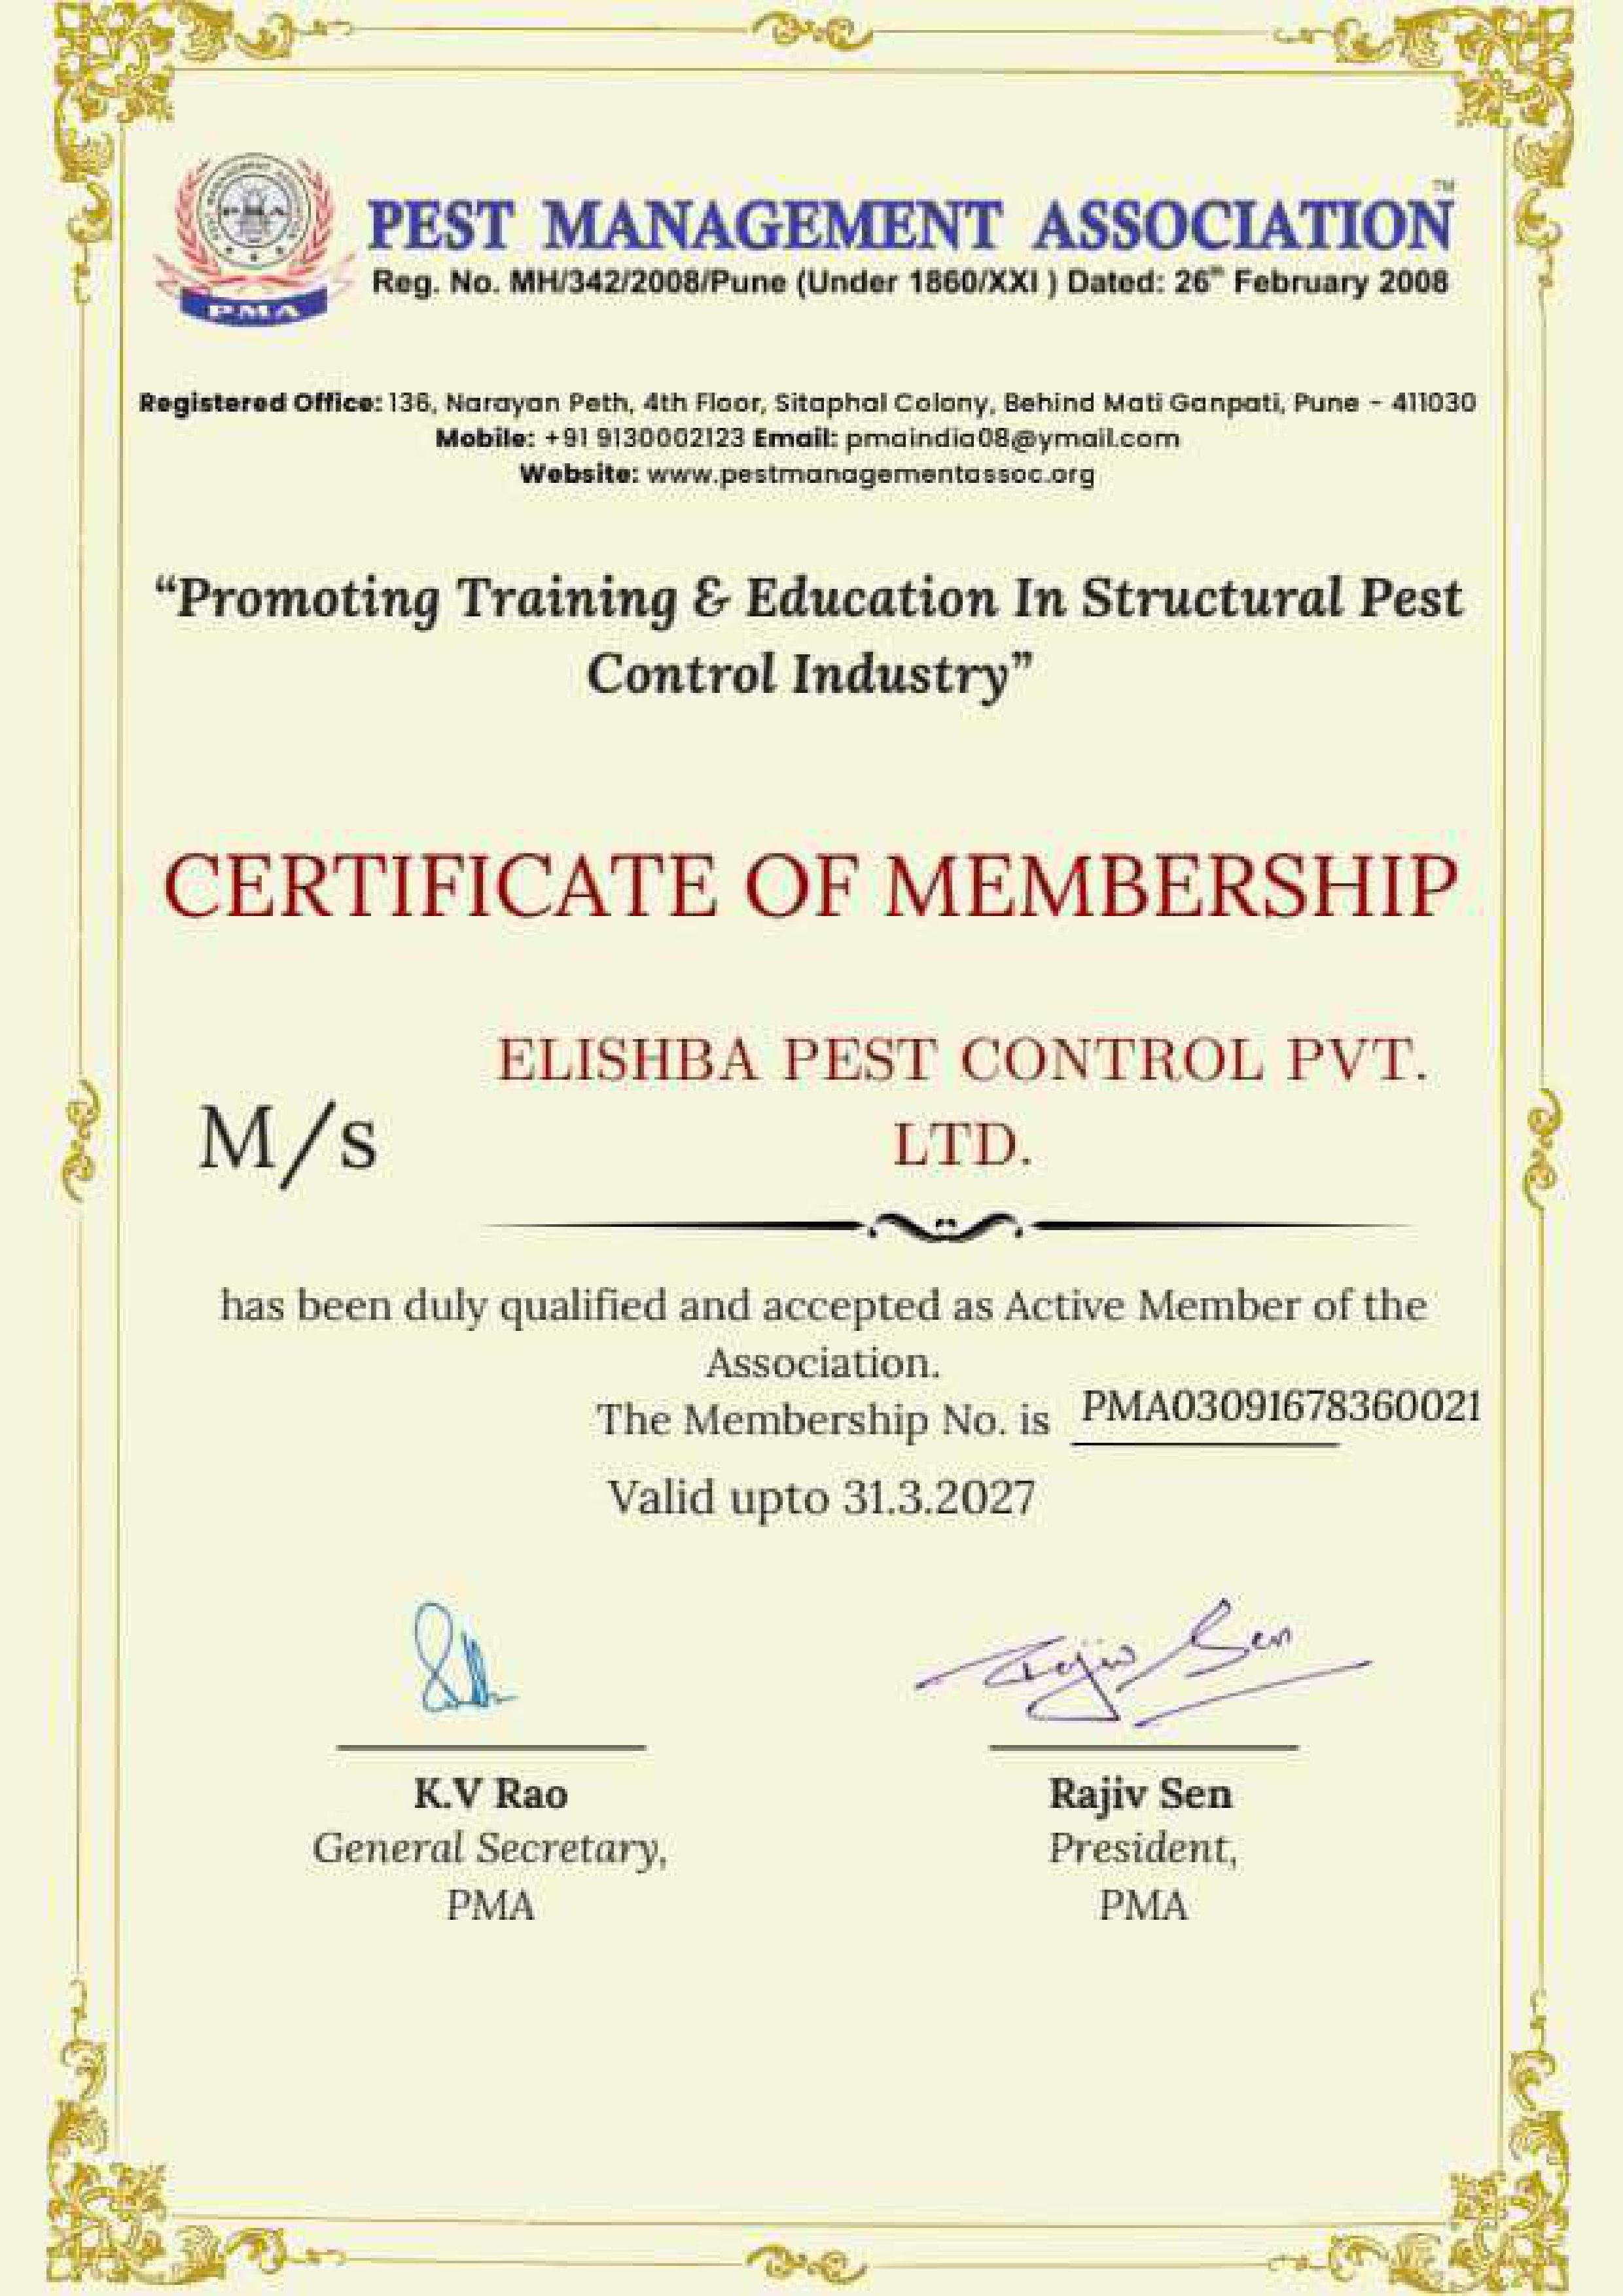 PMA
PEST MANAGEMENT ASSOCIATION TM
Reg. No. MH/342/2008/Pune (Under 1860/XXI ) Dated: 26th February 2008
PMA
Registered Office: 136, Narayan Peth, 4th Floor, Sitaphal Colony, Behind Mati Ganpati, Pune - 411030
Mobile: +91 9130002123 Email: pmaindia08@ymail.com
Website: www.pestmanagementassoc.org
“Promoting Training & Education In Structural Pest
Control Industry”
CERTIFICATE OF MEMBERSHIP
M/s
ELISHBA PEST CONTROL PVT.
LTD.
has been duly qualified and accepted as Active Member of the
Association.
The Membership No. is PMA03091678360021
Valid upto 31.3.2027
Rajiv Sen
K.V Rao
General Secretary,
PMA
Rajiv Sen
President,
PMA